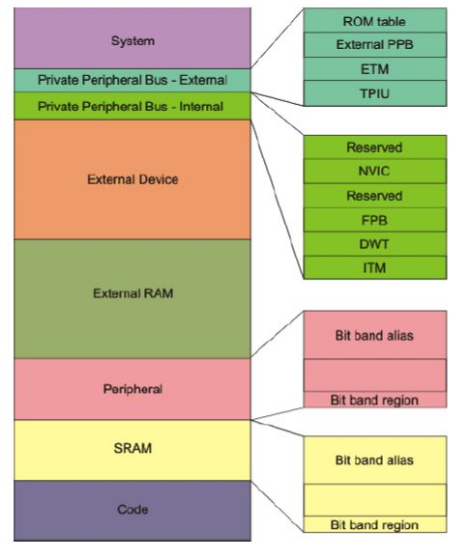 System
Private Peripheral Bus - External
Private Peripheral Bus - Internal
External Device
External RAM
Peripheral
SRAM
Code
ROM table
External PPB
ETM
TPIU
Reserved
NVIC
Reserved
FPB
DWT
ITM
Bit band alias
Bit band region
Bit band alias
Bit band region